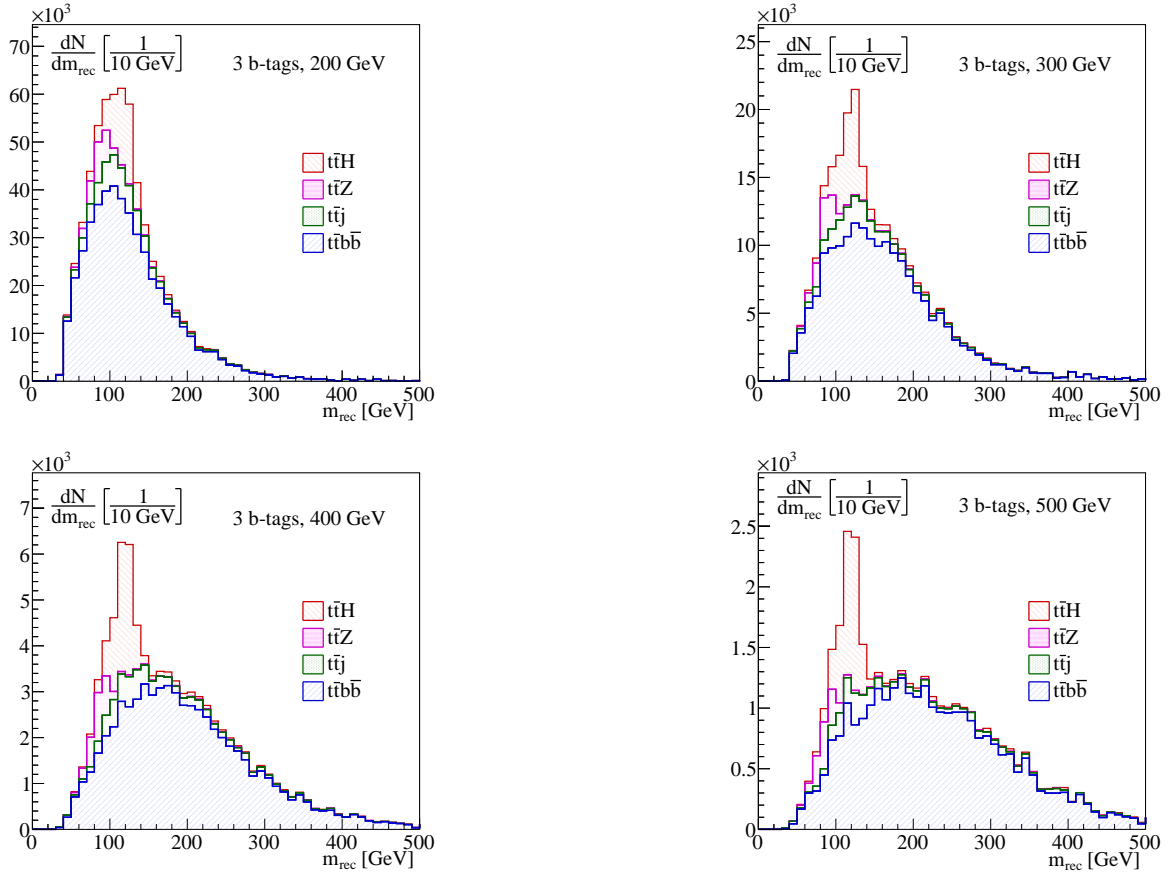 ×10³
dN/dm_rec [1/10 GeV]
3 b-tags, 200 GeV
tt̄H
tt̄Z
tt̄j
tt̄bb̄
70
60
50
40
30
20
10
0
0 100 200 300 400 500
m_rec [GeV]
×10³
dN/dm_rec [1/10 GeV]
3 b-tags, 300 GeV
tt̄H
tt̄Z
tt̄j
tt̄bb̄
25
20
15
10
5
0
0 100 200 300 400 500
m_rec [GeV]
×10³
dN/dm_rec [1/10 GeV]
3 b-tags, 400 GeV
tt̄H
tt̄Z
tt̄j
tt̄bb̄
7
6
5
4
3
2
1
0
0 100 200 300 400 500
m_rec [GeV]
×10³
dN/dm_rec [1/10 GeV]
3 b-tags, 500 GeV
tt̄H
tt̄Z
tt̄j
tt̄bb̄
2.5
2
1.5
1
0.5
0
0 100 200 300 400 500
m_rec [GeV]